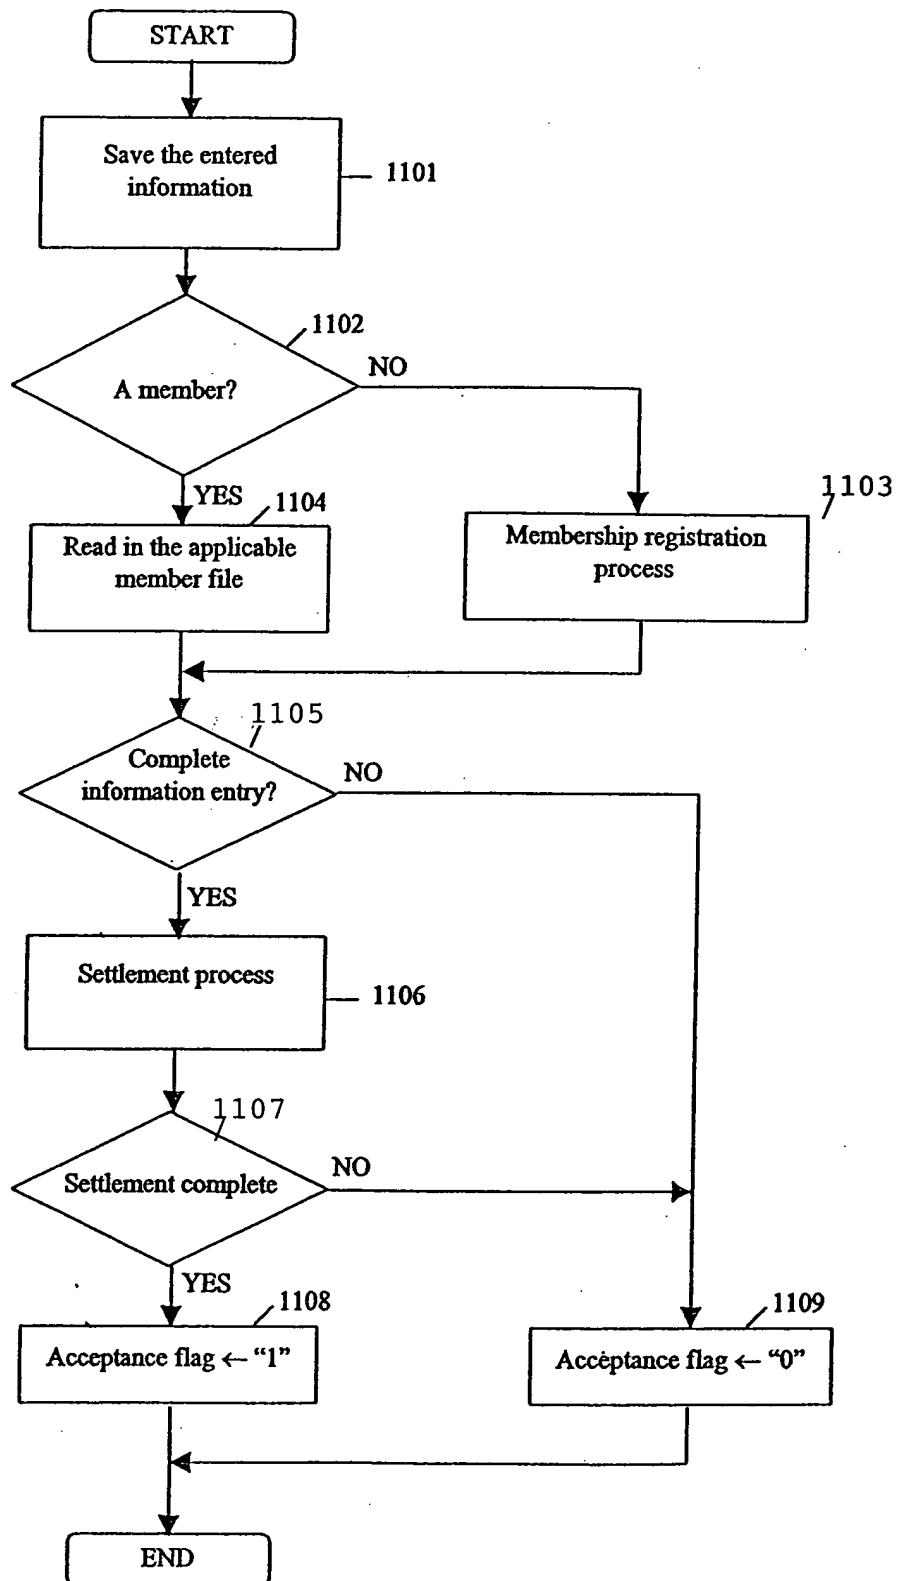 START
Save the entered
information
1101
1102
A member?
NO
YES
1104
1103
Read in the applicable
member file
Membership registration
process
1105
Complete
information entry?
NO
YES
Settlement process
1106
1107
Settlement complete
NO
YES
1108
1109
Acceptance flag ← “1”
Acceptance flag ← “0”
END